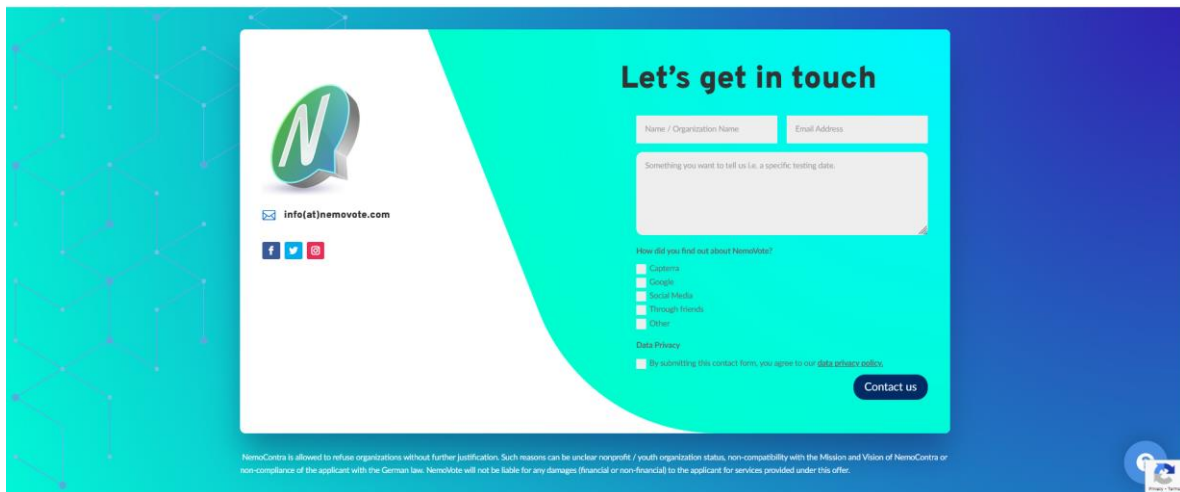 Let's get in touch
Name / Organization Name
Email Address
Something you want to tell us i.e. a specific testing date.
N
info(at)nemovote.com
How did you find out about NemoVote?
Capterra
Google
Social Media
Through friends
Other
Data Privacy
By submitting this contact form, you agree to our data privacy policy.
Contact us
NemoContra is allowed to refuse organizations without further justification. Such reasons can be unclear nonprofit / youth organization status, non-compatibility with the Mission and Vision of NemoContra or
non-compliance of the applicant with the German law. NemoVote will not be liable for any damages (financial or non-financial) to the applicant for services provided under this offer.
Privacy - Terms